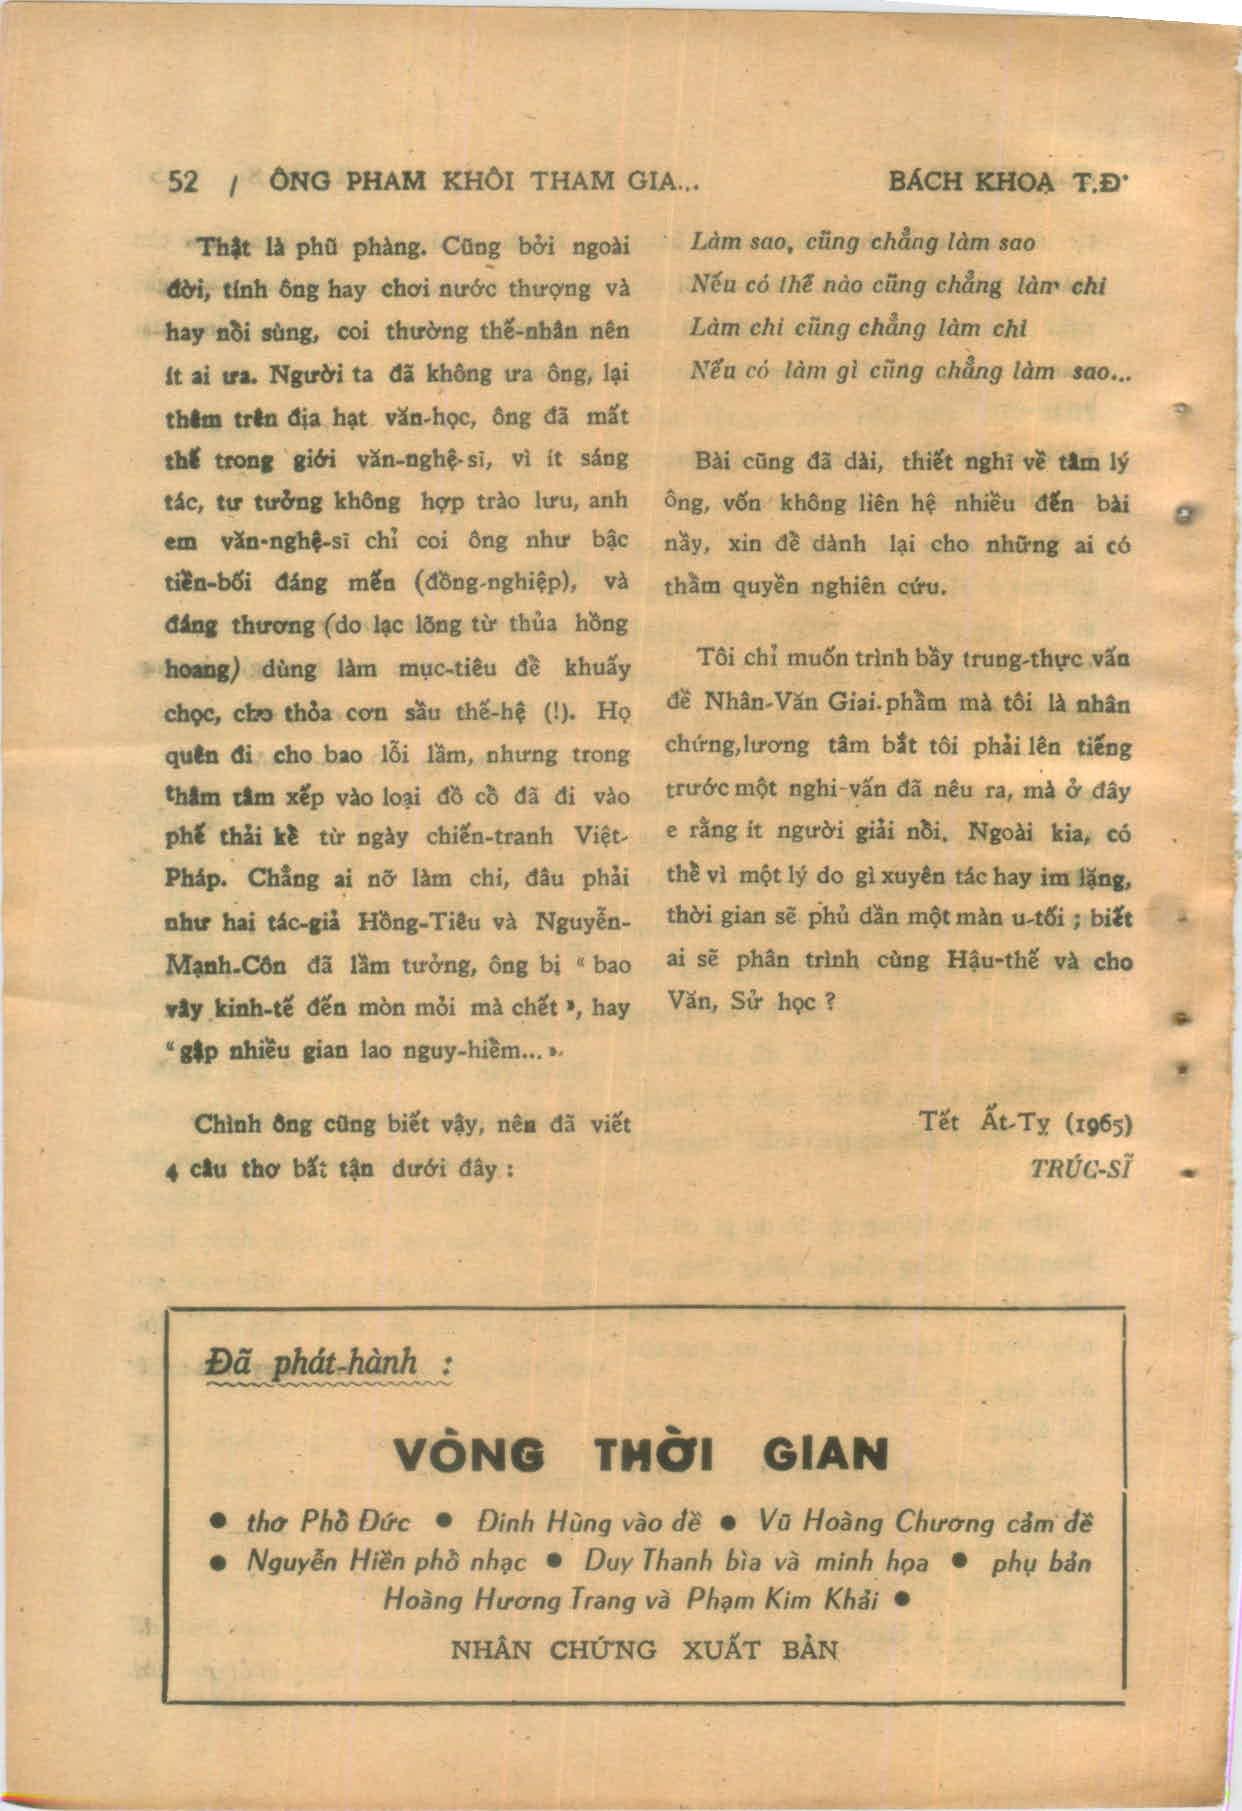 52 / ÔNG PHAM KHÔI THAM GIA...
BÁCH KHOA T.Đ
Thật là phũ phàng. Cũng bởi ngoài
đời, tính ông hay chơi nước thượng và
hay nổi sùng, coi thường thế-nhân nên
ít ai ưa. Người ta đã không ưa ông, lại
thêm trên địa hạt văn-học, ông đã mất
thế trong giới văn-nghệ-sĩ, vì ít sáng
tác, tư tưởng không hợp trào lưu, anh
em văn-nghệ-sĩ chỉ coi ông như bậc
tiền-bối đáng mến (đồng-nghiệp), và
đáng thương (do lạc lõng từ thủa hồng
hoang) dùng làm mục-tiêu để khuấy
chọc, cho thỏa cơn sầu thế-hệ (!). Họ
quên đi cho bao lỗi lầm, nhưng trong
thâm tâm xếp vào loại đồ cổ đã đi vào
phế thải kể từ ngày chiến-tranh Việt-
Pháp. Chẳng ai nỡ làm chi, đâu phải
như hai tác-giả Hồng-Tiêu và Nguyễn-
Mạnh-Côn đã lầm tưởng, ông bị « bao
vây kinh-tế đến mòn mỏi mà chết », hay
« gặp nhiều gian lao nguy-hiểm... ».
Chình ông cũng biết vậy, nên đã viết
4 câu thơ bất tận dưới đây :
Làm sao, cũng chẳng làm sao
Nếu có thế nào cũng chẳng làm chi
Làm chi cũng chẳng làm chi
Nếu có làm gì cũng chẳng làm sao...
Bài cũng đã dài, thiết nghĩ về tâm lý
ông, vốn không liên hệ nhiều đến bài
nầy, xin để dành lại cho những ai có
thẩm quyền nghiên cứu.
Tôi chỉ muốn trình bầy trung-thực vấn
đề Nhân-Văn Giai.phẩm mà tôi là nhân
chứng,lương tâm bắt tôi phải lên tiếng
trước một nghi-vấn đã nêu ra, mà ở đây
e rằng ít người giải nổi. Ngoài kia, có
thể vì một lý do gì xuyên tác hay im lặng,
thời gian sẽ phủ dần một màn u-tối ; biết
ai sẽ phân trình cùng Hậu-thế và cho
Văn, Sử học ?
Tết Ất-Tỵ (1965)
TRÚC-SĨ
Đã phát-hành :
VÒNG THỜI GIAN
● thơ Phổ Đức ● Đinh Hùng vào đề ● Vũ Hoàng Chương cảm đề
● Nguyễn Hiền phổ nhạc ● Duy Thanh bìa và minh họa ● phụ bản
Hoàng Hương Trang và Phạm Kim Khải ●
NHÂN CHỨNG XUẤT BẢN